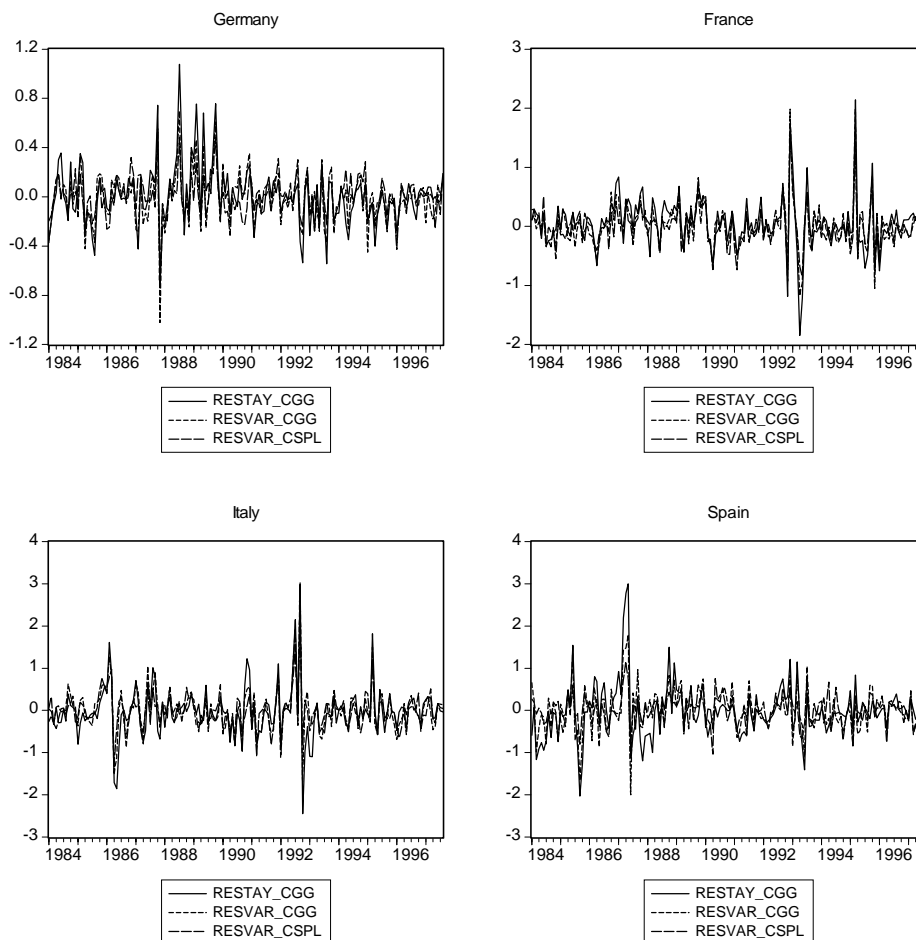 Germany
1.2
0.8
0.4
0.0
-0.4
-0.8
-1.2
1984 1986 1988 1990 1992 1994 1996
RESTAY_CGG
RESVAR_CGG
RESVAR_CSPL
France
3
2
1
0
-1
-2
1984 1986 1988 1990 1992 1994 1996
RESTAY_CGG
RESVAR_CGG
RESVAR_CSPL
Italy
4
3
2
1
0
-1
-2
-3
1984 1986 1988 1990 1992 1994 1996
RESTAY_CGG
RESVAR_CGG
RESVAR_CSPL
Spain
4
3
2
1
0
-1
-2
-3
1984 1986 1988 1990 1992 1994 1996
RESTAY_CGG
RESVAR_CGG
RESVAR_CSPL